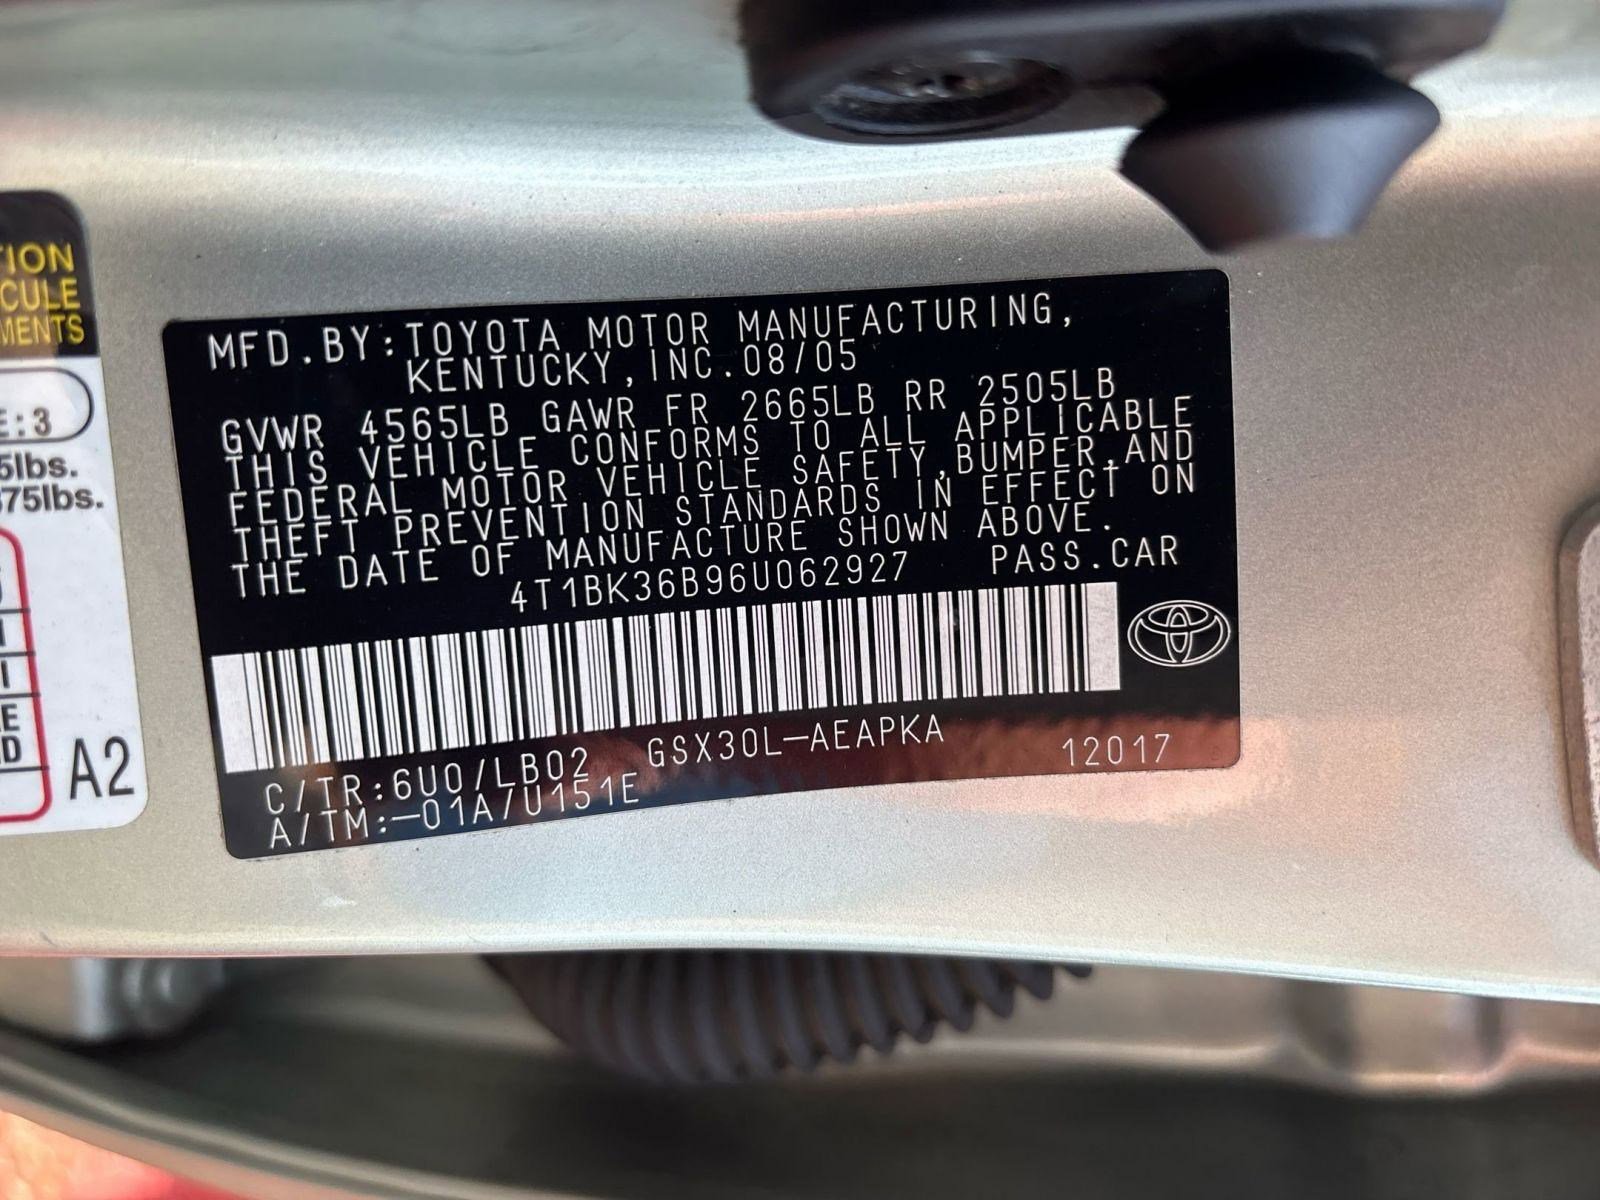 TION
CULE
MENTS
E:3
5lbs.
675lbs.
A2
MFD.BY:TOYOTA MOTOR MANUFACTURING,
KENTUCKY,INC.08/05
GVWR 4565LB GAWR FR 2665LB RR 2505LB
THIS VEHICLE CONFORMS TO ALL APPLICABLE
FEDERAL MOTOR VEHICLE SAFETY,BUMPER,AND
THEFT PREVENTION STANDARDS IN EFFECT ON
THE DATE OF MANUFACTURE SHOWN ABOVE.
4T1BK36B96U062927 PASS.CAR
C/TR:6U0/LB02 GSX30L-AEAPKA 12017
A/TM:-01A/U151E